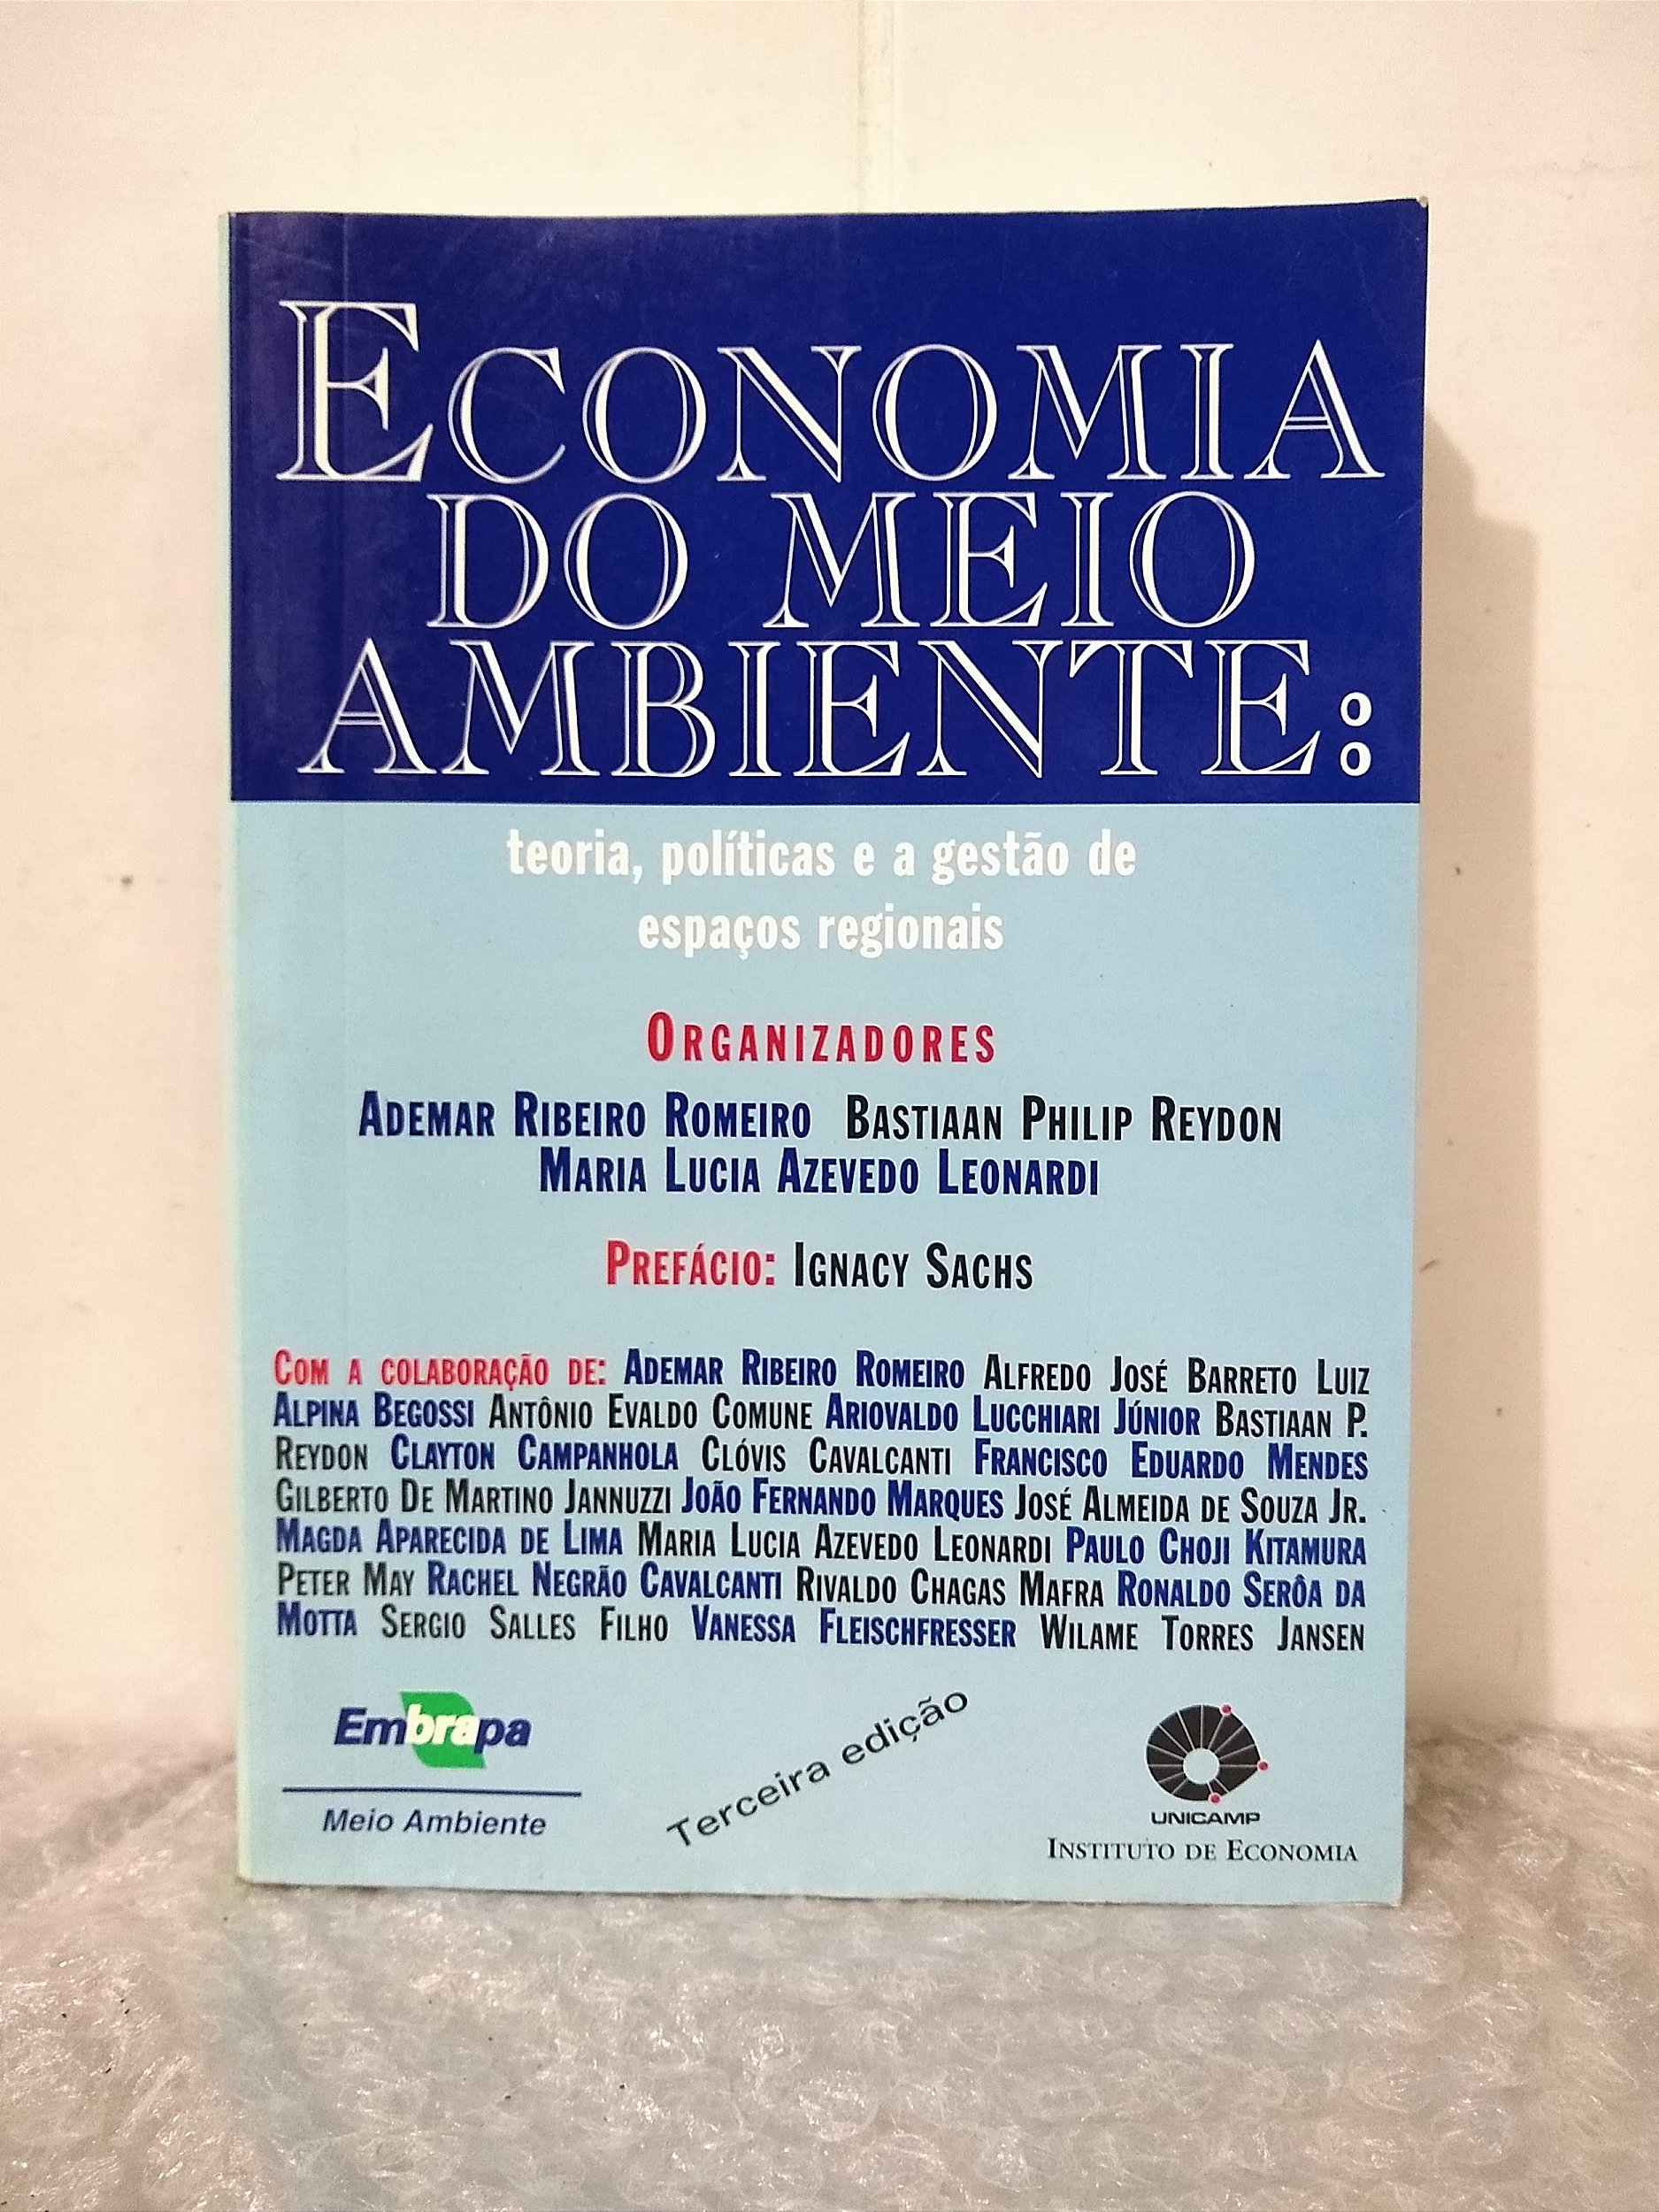 ECONOMIA
DO MEIO
AMBIENTE:
teoria, políticas e a gestão de
espaços regionais
ORGANIZADORES
ADEMAR RIBEIRO ROMEIRO BASTIAAN PHILIP REYDON
MARIA LUCIA AZEVEDO LEONARDI
PREFÁCIO: IGNACY SACHS
COM A COLABORAÇÃO DE: ADEMAR RIBEIRO ROMEIRO ALFREDO JOSÉ BARRETO LUIZ
ALPINA BEGOSSI ANTÔNIO EVALDO COMUNE ARIOVALDO LUCCHIARI JÚNIOR BASTIAAN P.
REYDON CLAYTON CAMPANHOLA CLÓVIS CAVALCANTI FRANCISCO EDUARDO MENDES
GILBERTO DE MARTINO JANNUZZI JOÃO FERNANDO MARQUES JOSÉ ALMEIDA DE SOUZA JR.
MAGDA APARECIDA DE LIMA MARIA LUCIA AZEVEDO LEONARDI PAULO CHOJI KITAMURA
PETER MAY RACHEL NEGRÃO CAVALCANTI RIVALDO CHAGAS MAFRA RONALDO SERÔA DA
MOTTA SERGIO SALLES FILHO VANESSA FLEISCHFRESSER WILAME TORRES JANSEN
Embrapa
Meio Ambiente
Terceira edição
UNICAMP
INSTITUTO DE ECONOMIA